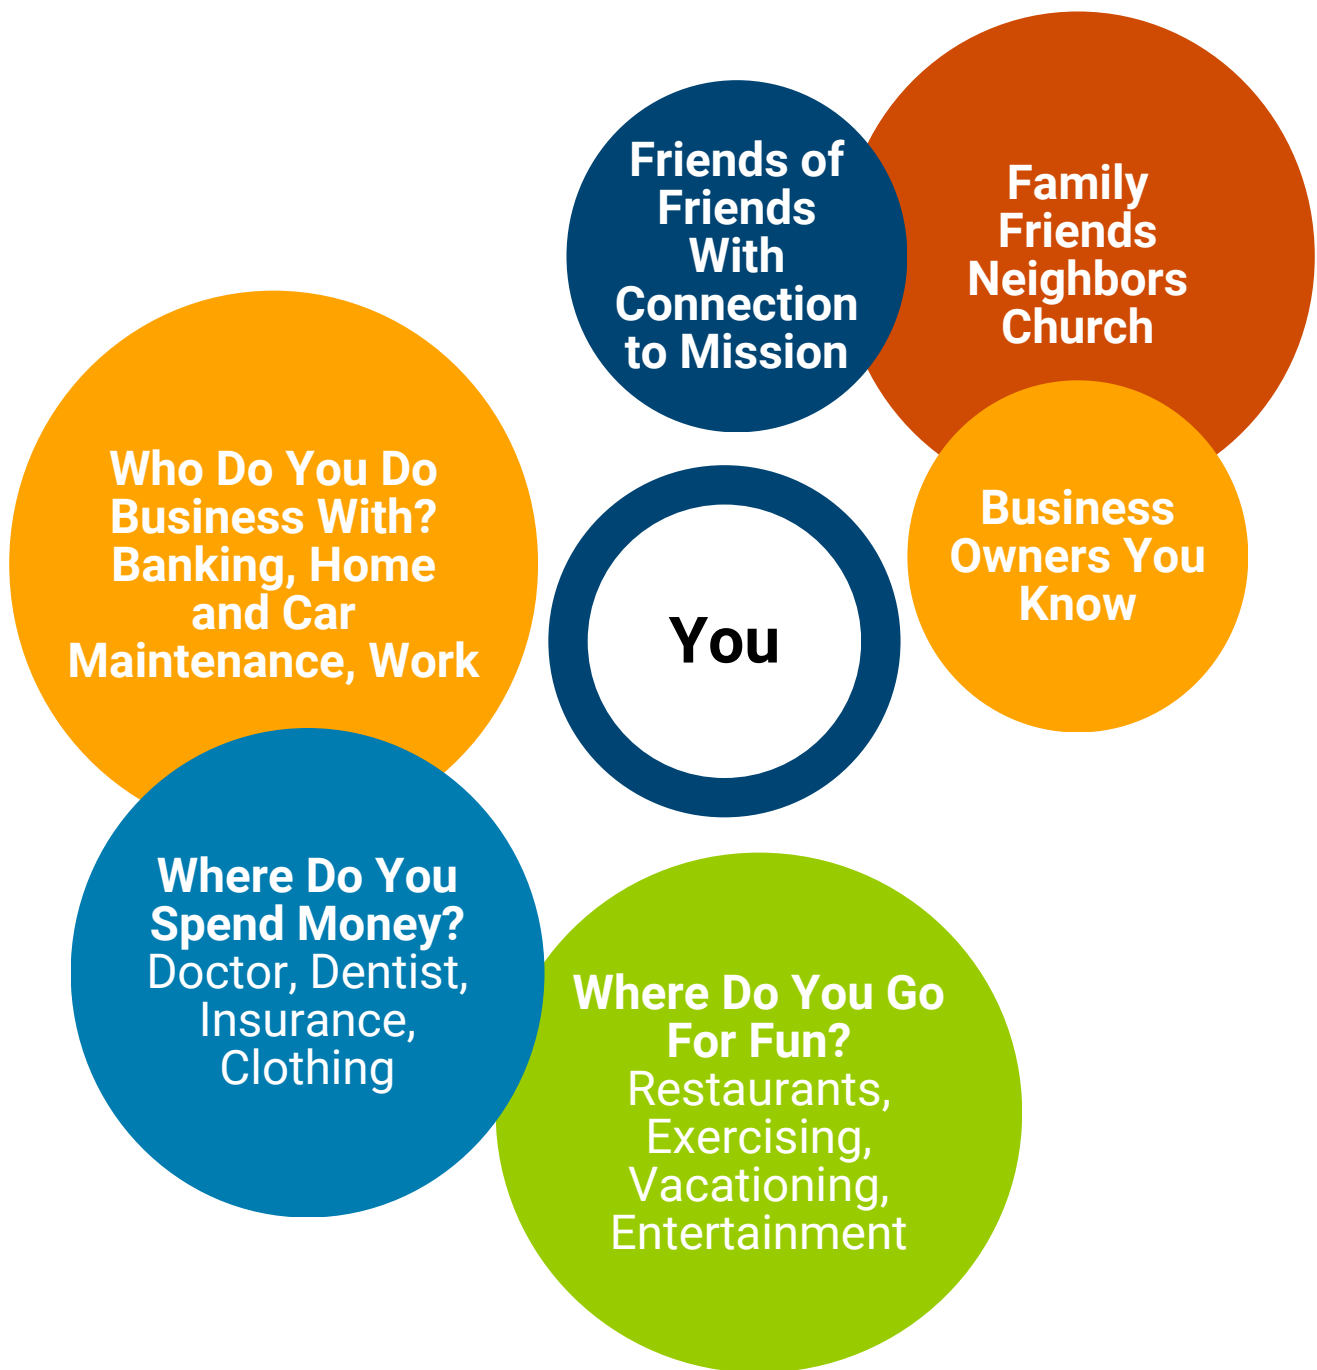 Friends of
Friends
With
Connection
to Mission
Family
Friends
Neighbors
Church
Who Do You Do
Business With?
Banking, Home
and Car
Maintenance, Work
You
Business
Owners You
Know
Where Do You
Spend Money?
Doctor, Dentist,
Insurance,
Clothing
Where Do You Go
For Fun?
Restaurants,
Exercising,
Vacationing,
Entertainment